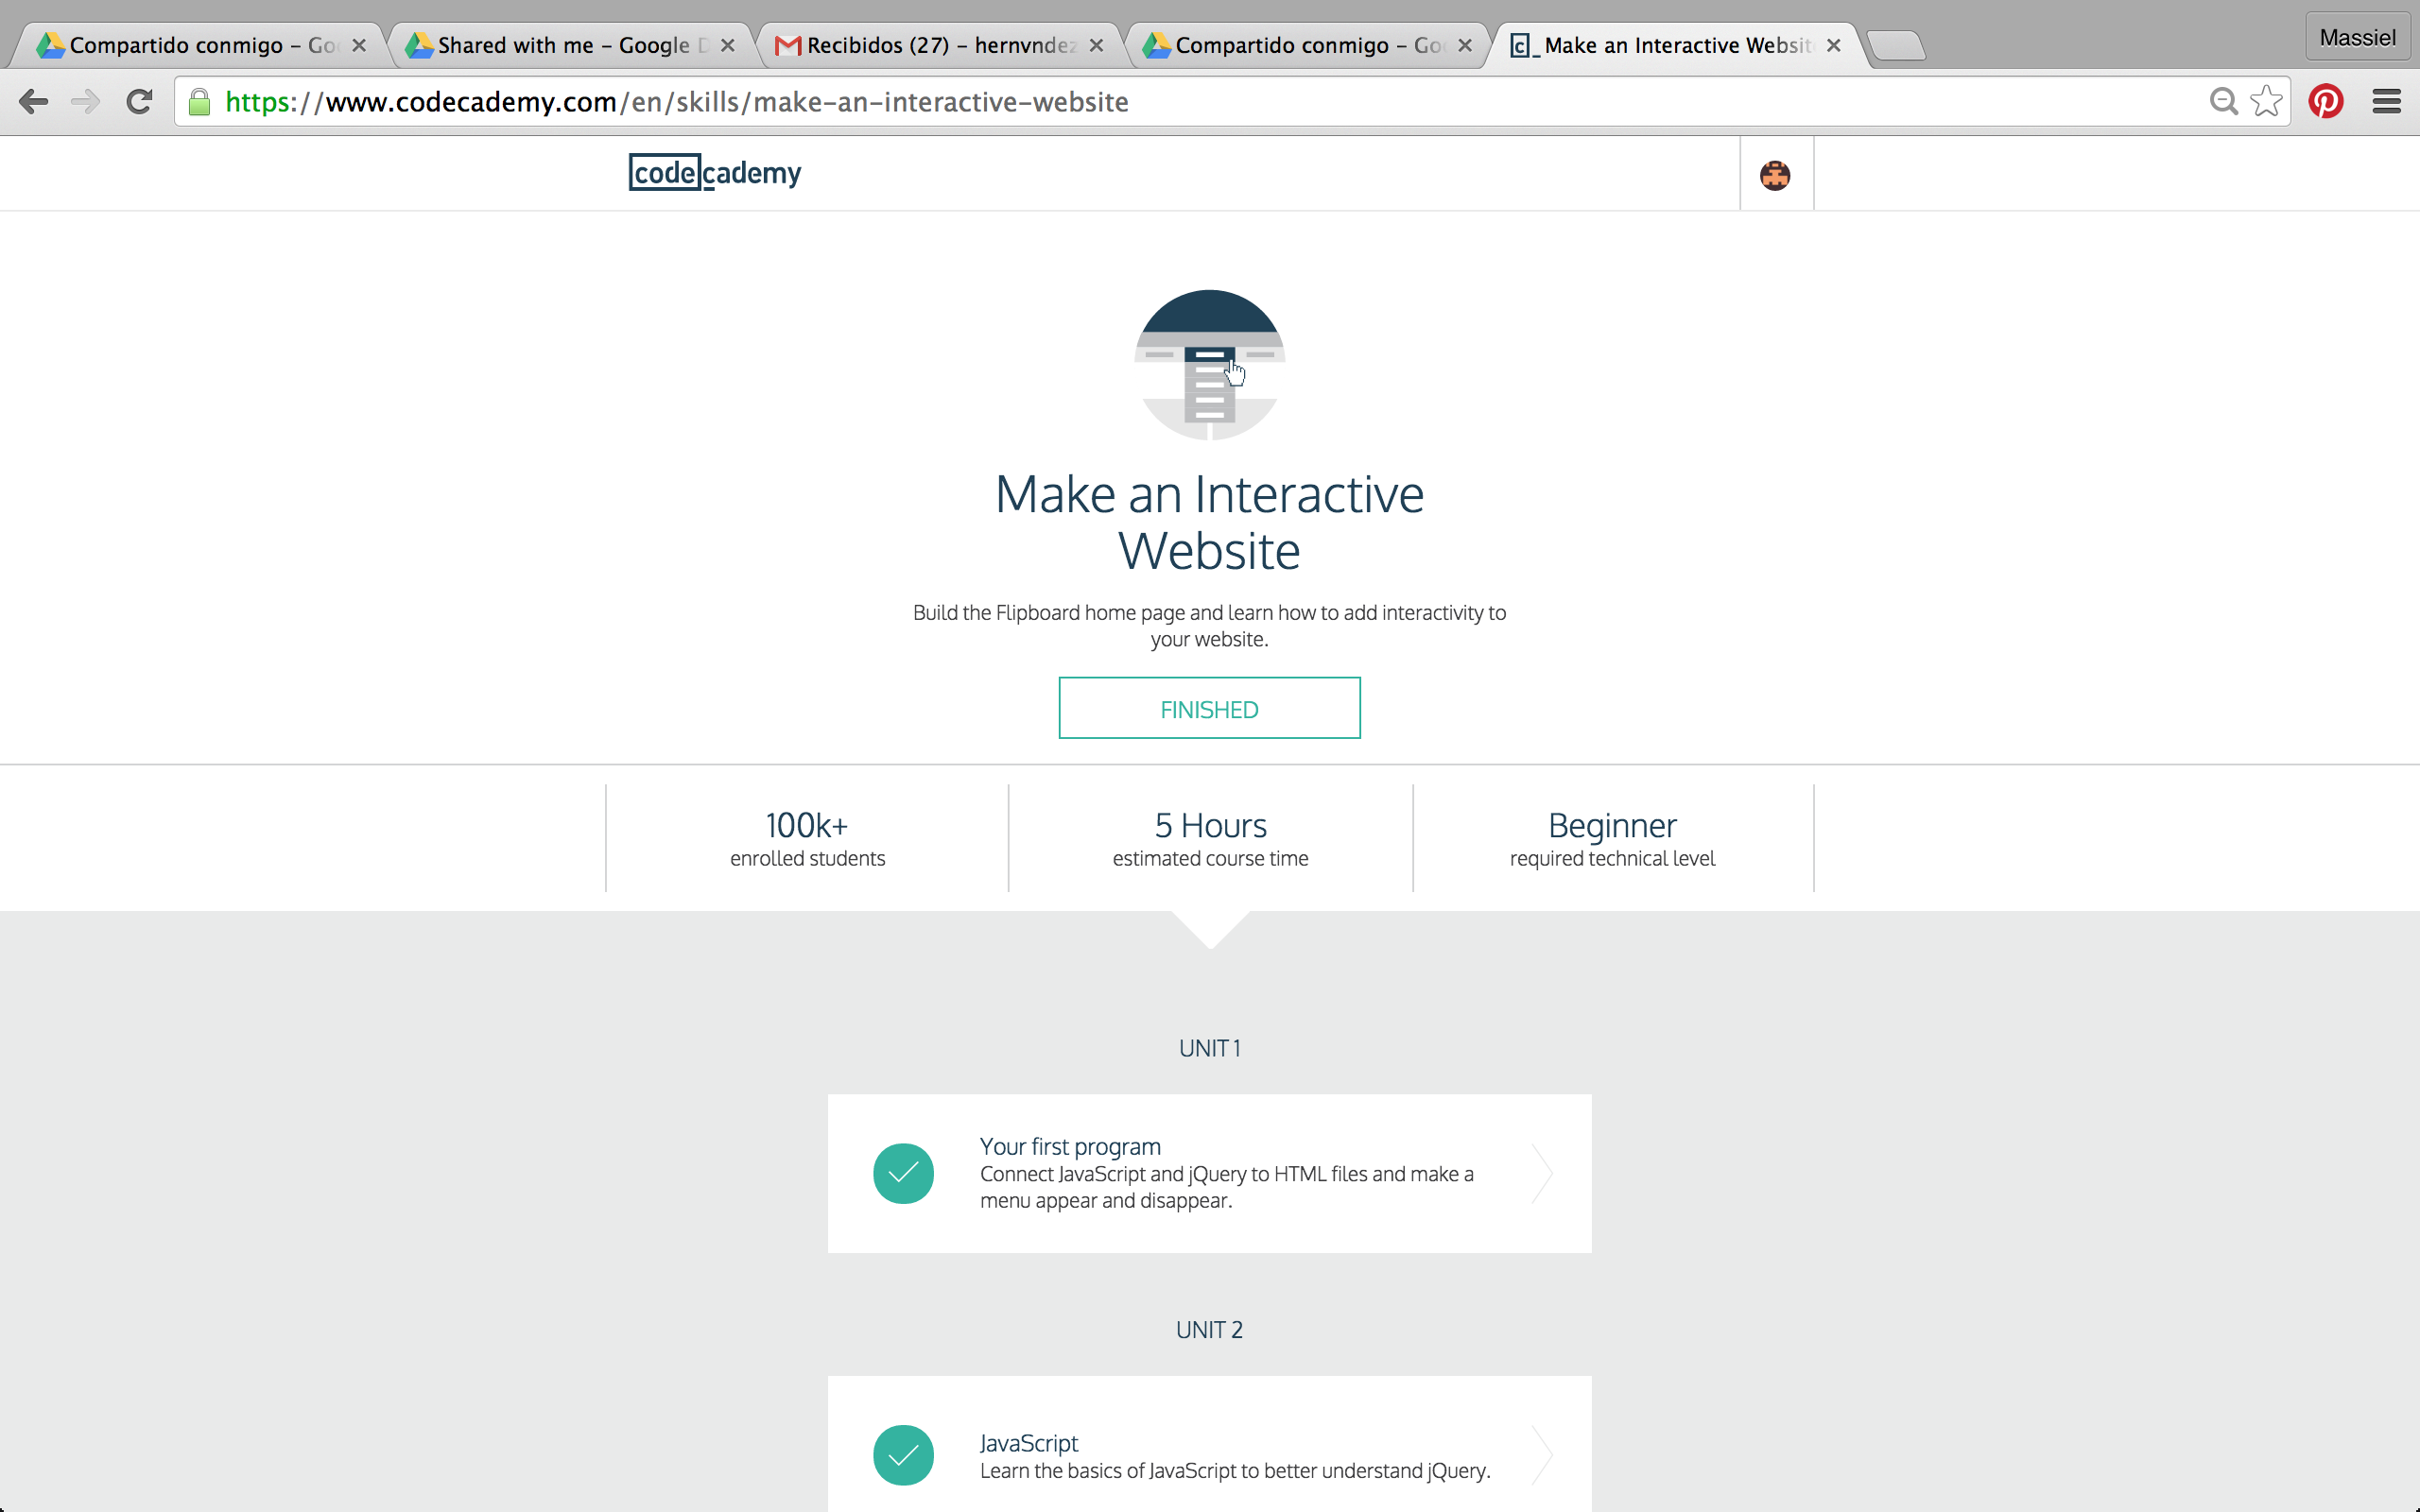 Compartido conmigo – Go
Shared with me – Google D
Recibidos (27) – hernvndez
Compartido conmigo – Go
Make an Interactive Websit
Massiel
https://www.codecademy.com/en/skills/make-an-interactive-website
codecademy
Make an Interactive
Website
Build the Flipboard home page and learn how to add interactivity to
your website.
FINISHED
100k+
enrolled students
5 Hours
estimated course time
Beginner
required technical level
UNIT 1
Your first program
Connect JavaScript and jQuery to HTML files and make a
menu appear and disappear.
UNIT 2
JavaScript
Learn the basics of JavaScript to better understand jQuery.